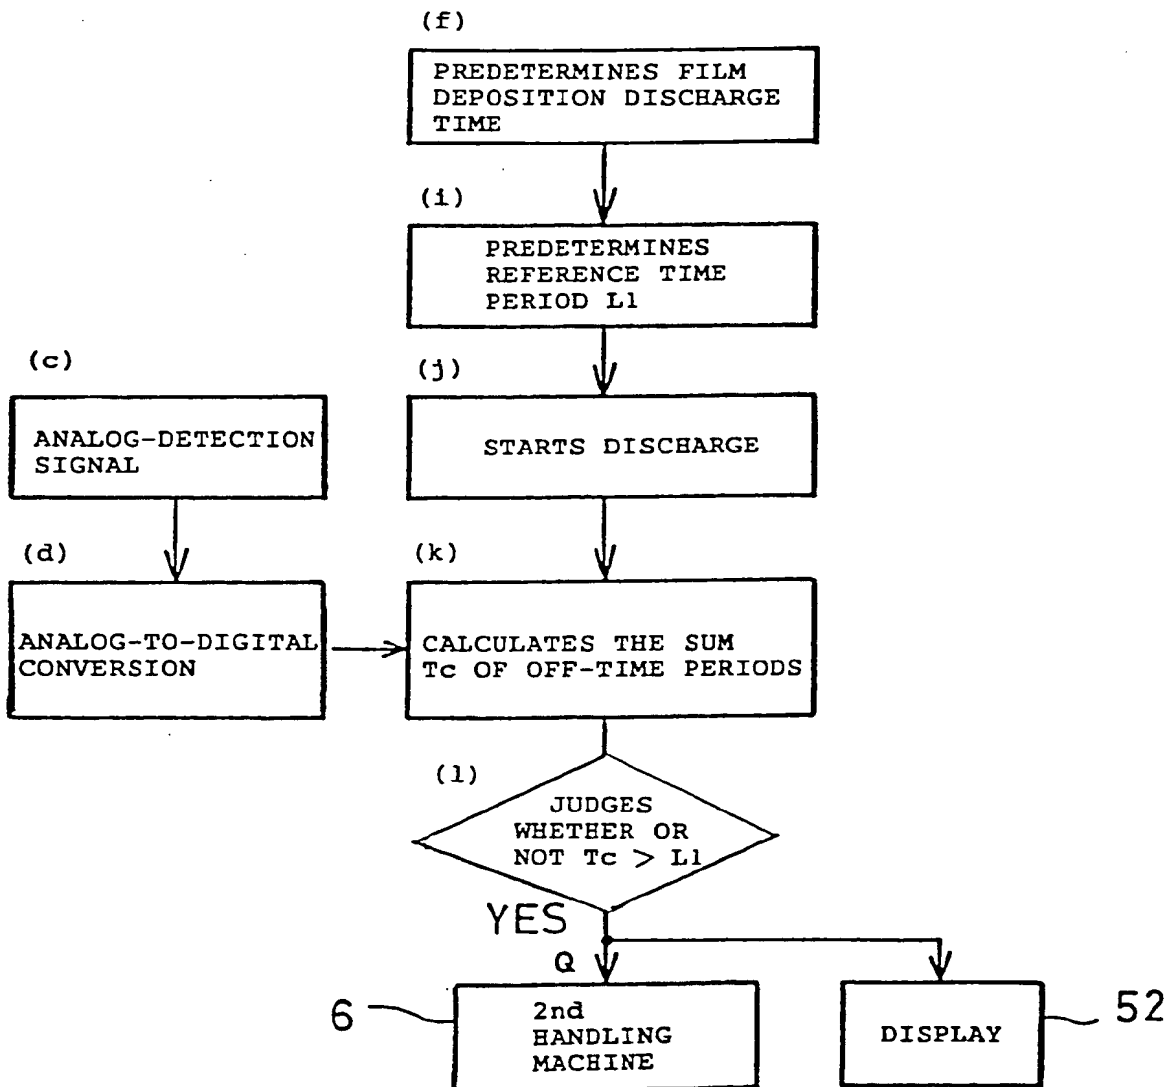 (f)
PREDETERMINES FILM
DEPOSITION DISCHARGE
TIME
(i)
PREDETERMINES
REFERENCE TIME
PERIOD L1
(c)
ANALOG-DETECTION
SIGNAL
(j)
STARTS DISCHARGE
(d)
ANALOG-TO-DIGITAL
CONVERSION
(k)
CALCULATES THE SUM
Tc OF OFF-TIME PERIODS
(l)
JUDGES
WHETHER OR
NOT Tc > L1
YES
Q
6
2nd
HANDLING
MACHINE
DISPLAY
52